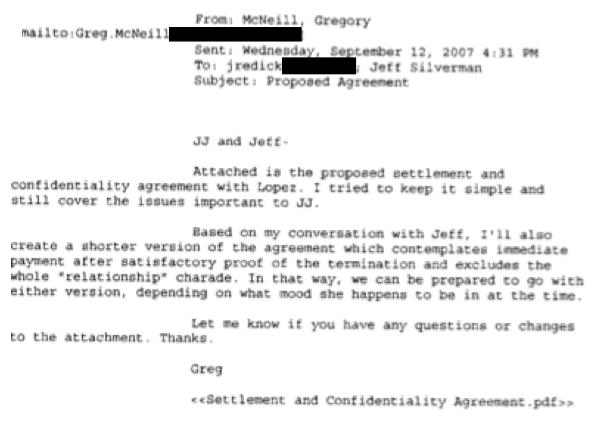 From: McNeill, Gregory
mailto:Greg.McNeill
Sent: Wednesday, September 12, 2007 4:31 PM
To: jredick ; Jeff Silverman
Subject: Proposed Agreement
JJ and Jeff-
Attached is the proposed settlement and
confidentiality agreement with Lopez. I tried to keep it simple and
still cover the issues important to JJ.
Based on my conversation with Jeff, I'll also
create a shorter version of the agreement which contemplates immediate
payment after satisfactory proof of the termination and excludes the
whole "relationship" charade. In that way, we can be prepared to go with
either version, depending on what mood she happens to be in at the time.
Let me know if you have any questions or changes
to the attachment. Thanks.
Greg
<<Settlement and Confidentiality Agreement.pdf>>